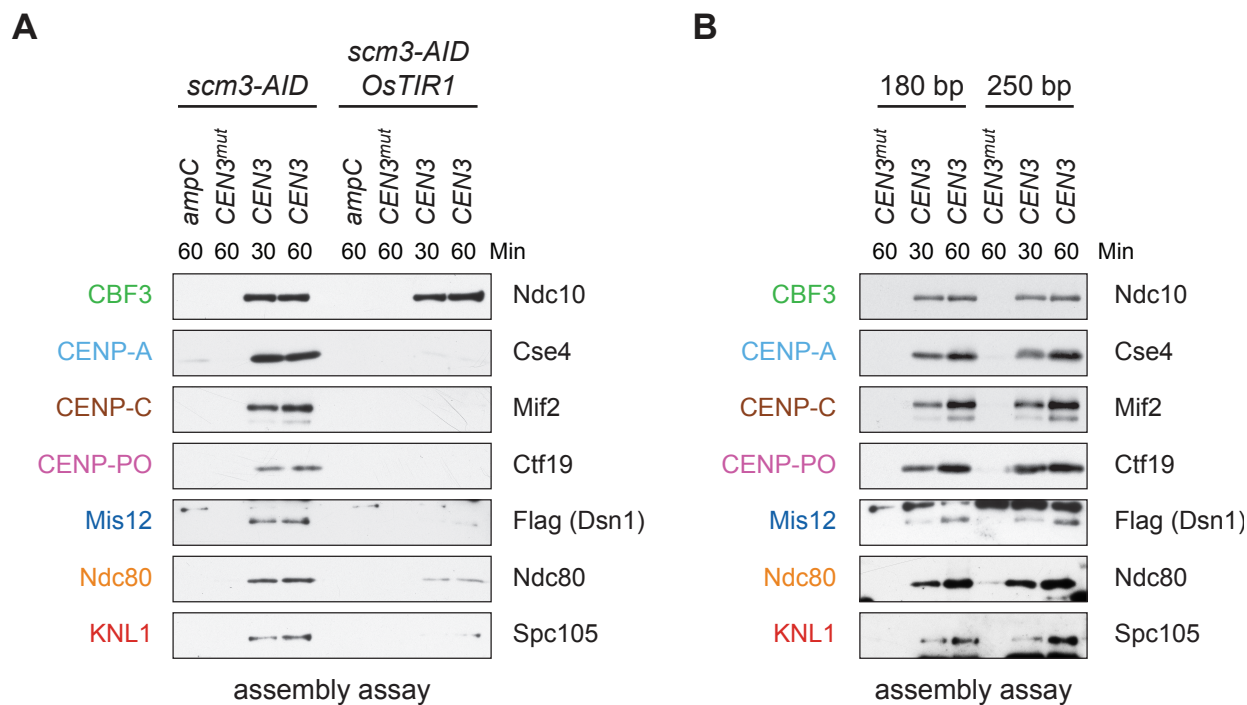 A
scm3-AID
scm3-AID
OsTIR1
ampC
CEN3mut
CEN3
CEN3
ampC
CEN3mut
CEN3
CEN3
60 60 30 60 60 60 30 60 Min
CBF3 Ndc10
CENP-A Cse4
CENP-C Mif2
CENP-PO Ctf19
Mis12 Flag (Dsn1)
Ndc80 Ndc80
KNL1 Spc105
assembly assay
B
180 bp 250 bp
CEN3mut
CEN3
CEN3
CEN3mut
CEN3
CEN3
60 30 60 60 30 60 Min
CBF3 Ndc10
CENP-A Cse4
CENP-C Mif2
CENP-PO Ctf19
Mis12 Flag (Dsn1)
Ndc80 Ndc80
KNL1 Spc105
assembly assay